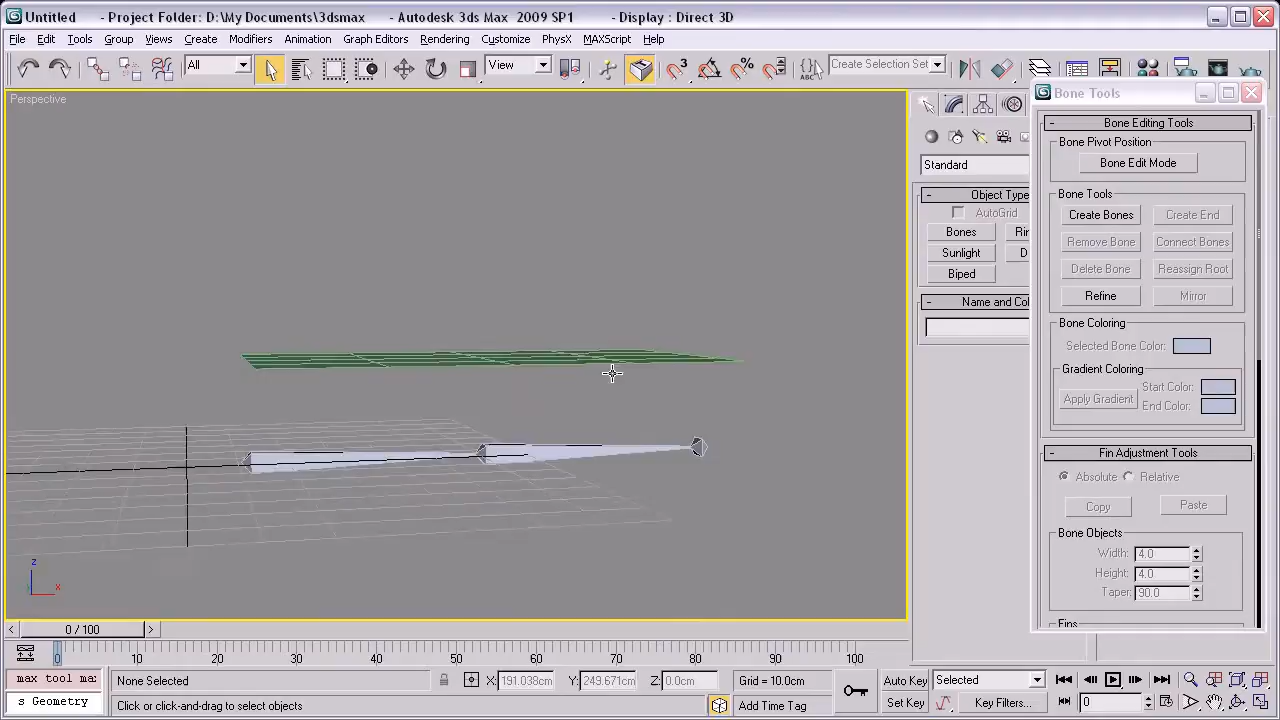 Untitled - Project Folder: D:\My Documents\3dsmax - Autodesk 3ds Max 2009 SP1 - Display : Direct 3D
File Edit Tools Group Views Create Modifiers Animation Graph Editors Rendering Customize PhysX MAXScript Help
All View Create Selection Set
Perspective
Bone Tools
Bone Editing Tools
Bone Pivot Position
Bone Edit Mode
Standard
Bone Tools
Object Type
AutoGrid
Create Bones Create End
Bones Rin
Remove Bone Connect Bones
Sunlight D
Delete Bone Reassign Root
Biped
Refine Mirror
Name and Col
Bone Coloring
Selected Bone Color:
Gradient Coloring
Apply Gradient Start Color:
End Color:
Fin Adjustment Tools
Absolute Relative
Copy Paste
Bone Objects
Width: 4.0
Height: 4.0
Taper: 90.0
Fins
z
x
0 / 100
0 10 20 30 40 50 60 70 80 90 100
max tool ma:
None Selected X: 191.038cm Y: 249.671cm Z: 0.0cm Grid = 10.0cm Auto Key Selected
s Geometry
Click or click-and-drag to select objects Add Time Tag Set Key Key Filters... 0